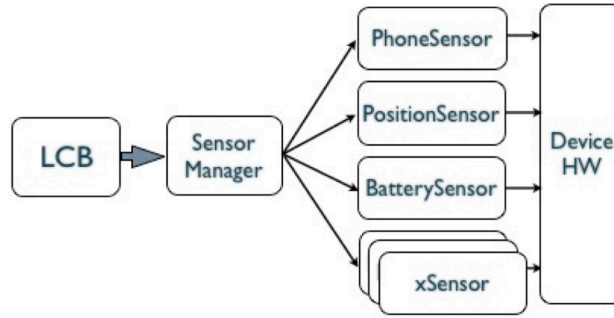 LCB
Sensor
Manager
PhoneSensor
PositionSensor
BatterySensor
xSensor
Device
HW